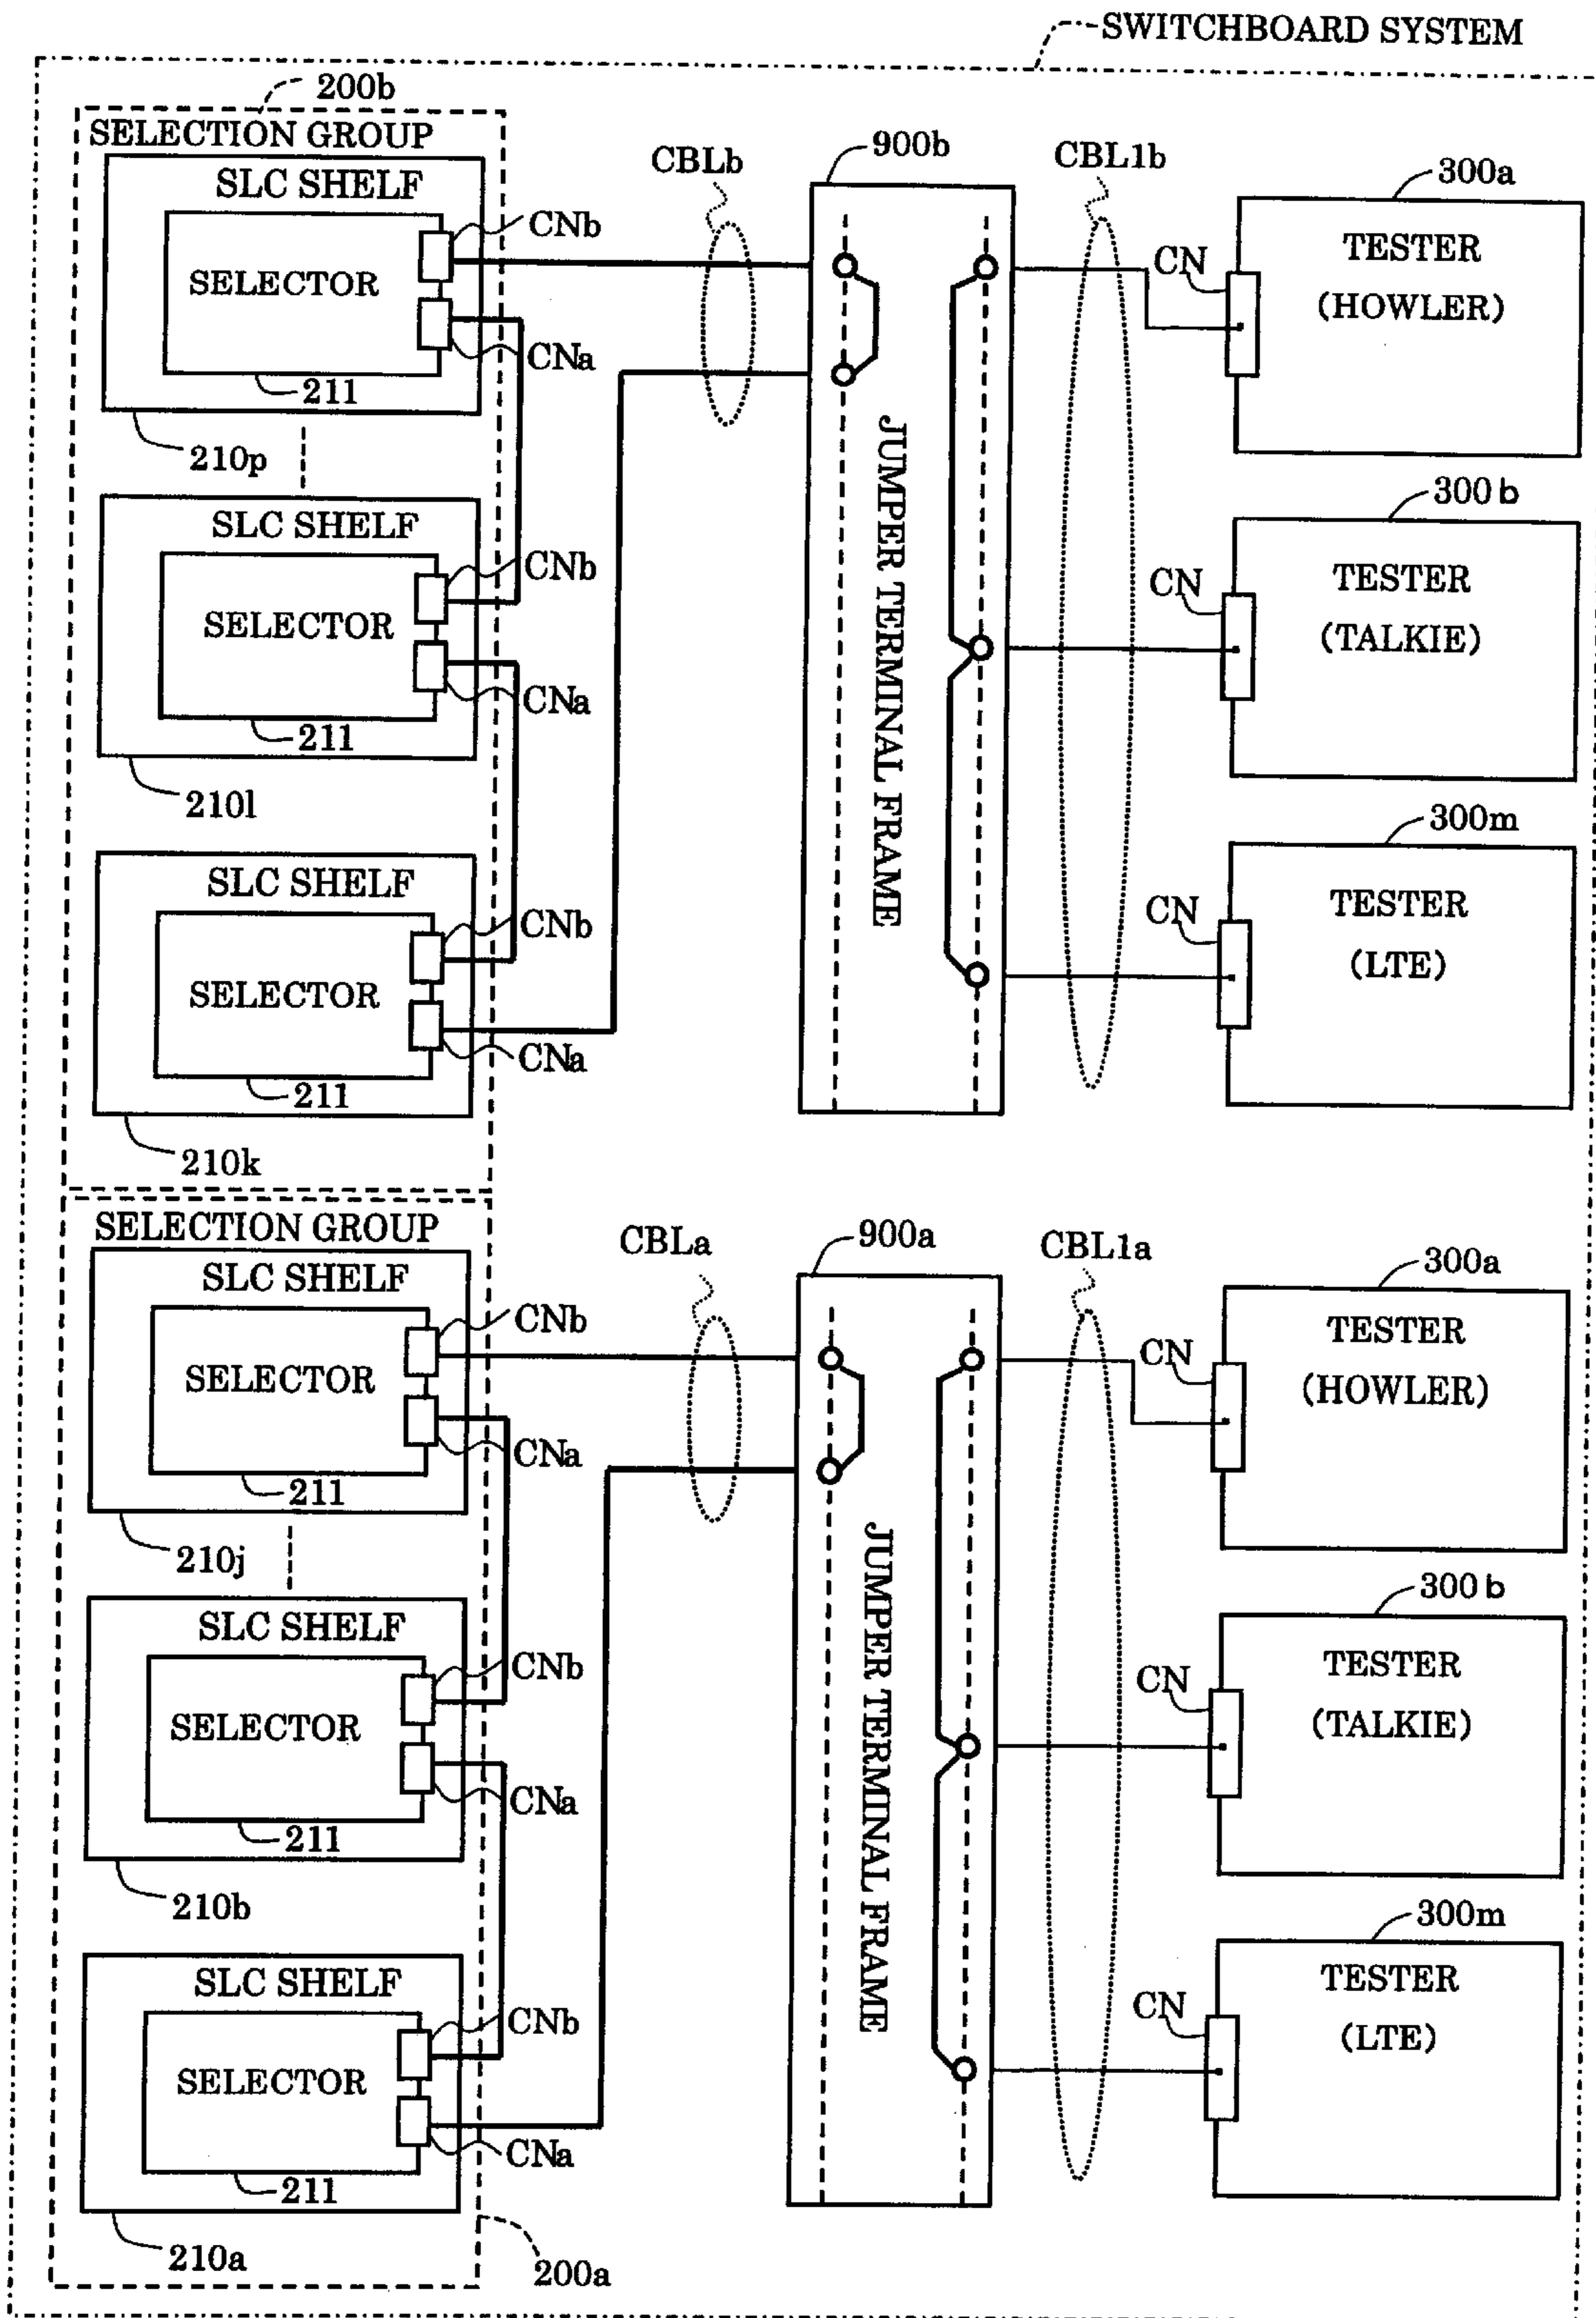 SWITCHBOARD SYSTEM
200b
SELECTION GROUP
SLC SHELF
SELECTOR
CNb
CNa
211
210p
SLC SHELF
SELECTOR
CNb
CNa
211
210l
SLC SHELF
SELECTOR
CNb
CNa
211
210k
CBLb
900b
JUMPER TERMINAL FRAME
CBL1b
300a
CN
TESTER
(HOWLER)
300b
CN
TESTER
(TALKIE)
300m
CN
TESTER
(LTE)
SELECTION GROUP
SLC SHELF
SELECTOR
CNb
CNa
211
210j
SLC SHELF
SELECTOR
CNb
CNa
211
210b
SLC SHELF
SELECTOR
CNb
CNa
211
210a
200a
CBLa
900a
JUMPER TERMINAL FRAME
CBL1a
300a
CN
TESTER
(HOWLER)
300b
CN
TESTER
(TALKIE)
300m
CN
TESTER
(LTE)